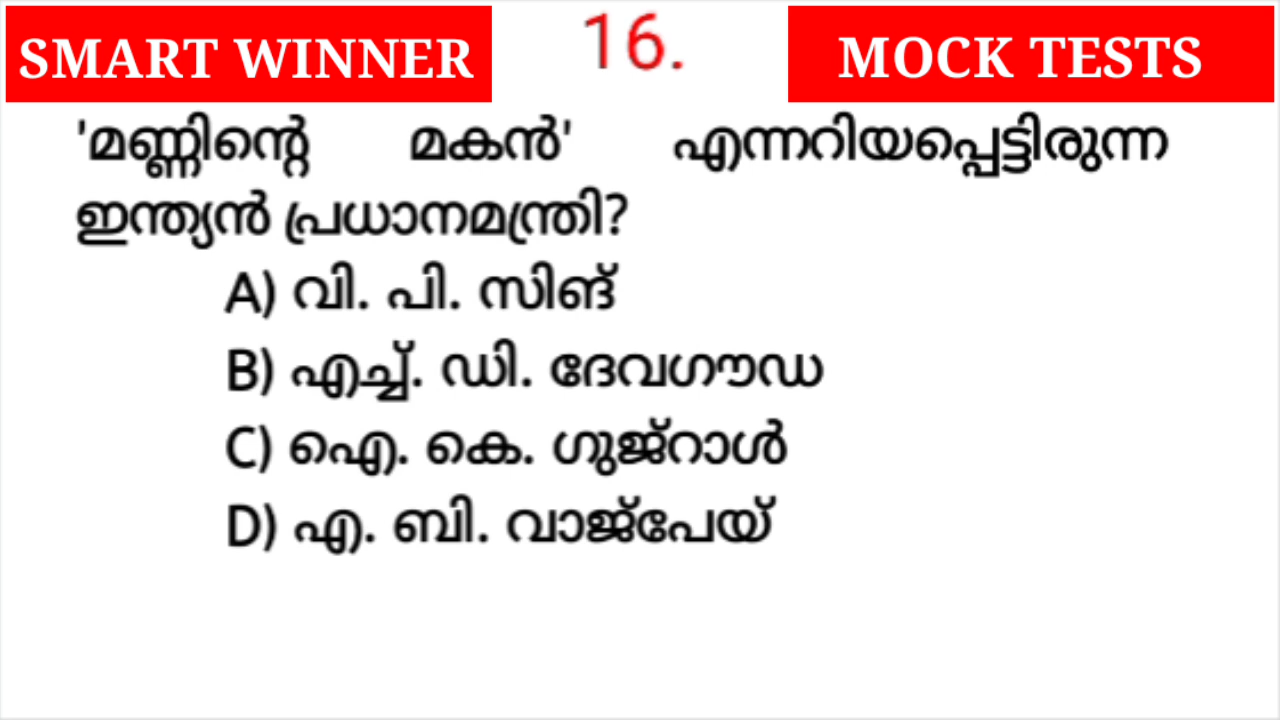 SMART WINNER 16. MOCK TESTS
'മണ്ണിന്റെ മകൻ' എന്നറിയപ്പെട്ടിരുന്ന
ഇന്ത്യൻ പ്രധാനമന്ത്രി?
A) വി. പി. സിങ്
B) എച്ച്. ഡി. ദേവഗൗഡ
C) ഐ. കെ. ഗുജ്റാൾ
D) എ. ബി. വാജ്പേയ്